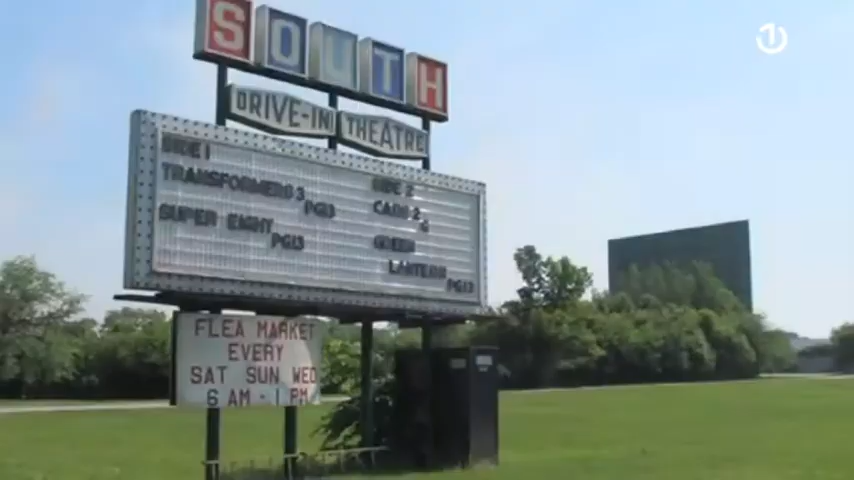 SOUTH
DRIVE-IN THEATRE
SIDE 1
TRANSFORMERS 3
PG13
SUPER EIGHT
PG13
SIDE 2
CARS 2
G
GREEN
LANTERN
PG13
FLEA MARKET
EVERY
SAT SUN WED
6 AM - 1 PM
1